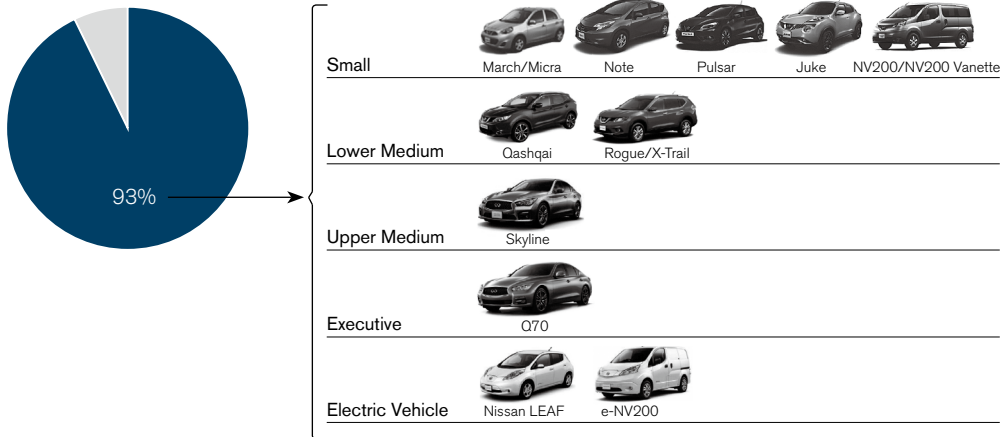 93%
Small
March/Micra Note Pulsar Juke NV200/NV200 Vanette
Lower Medium
Qashqai Rogue/X-Trail
Upper Medium
Skyline
Executive
Q70
Electric Vehicle
Nissan LEAF e-NV200